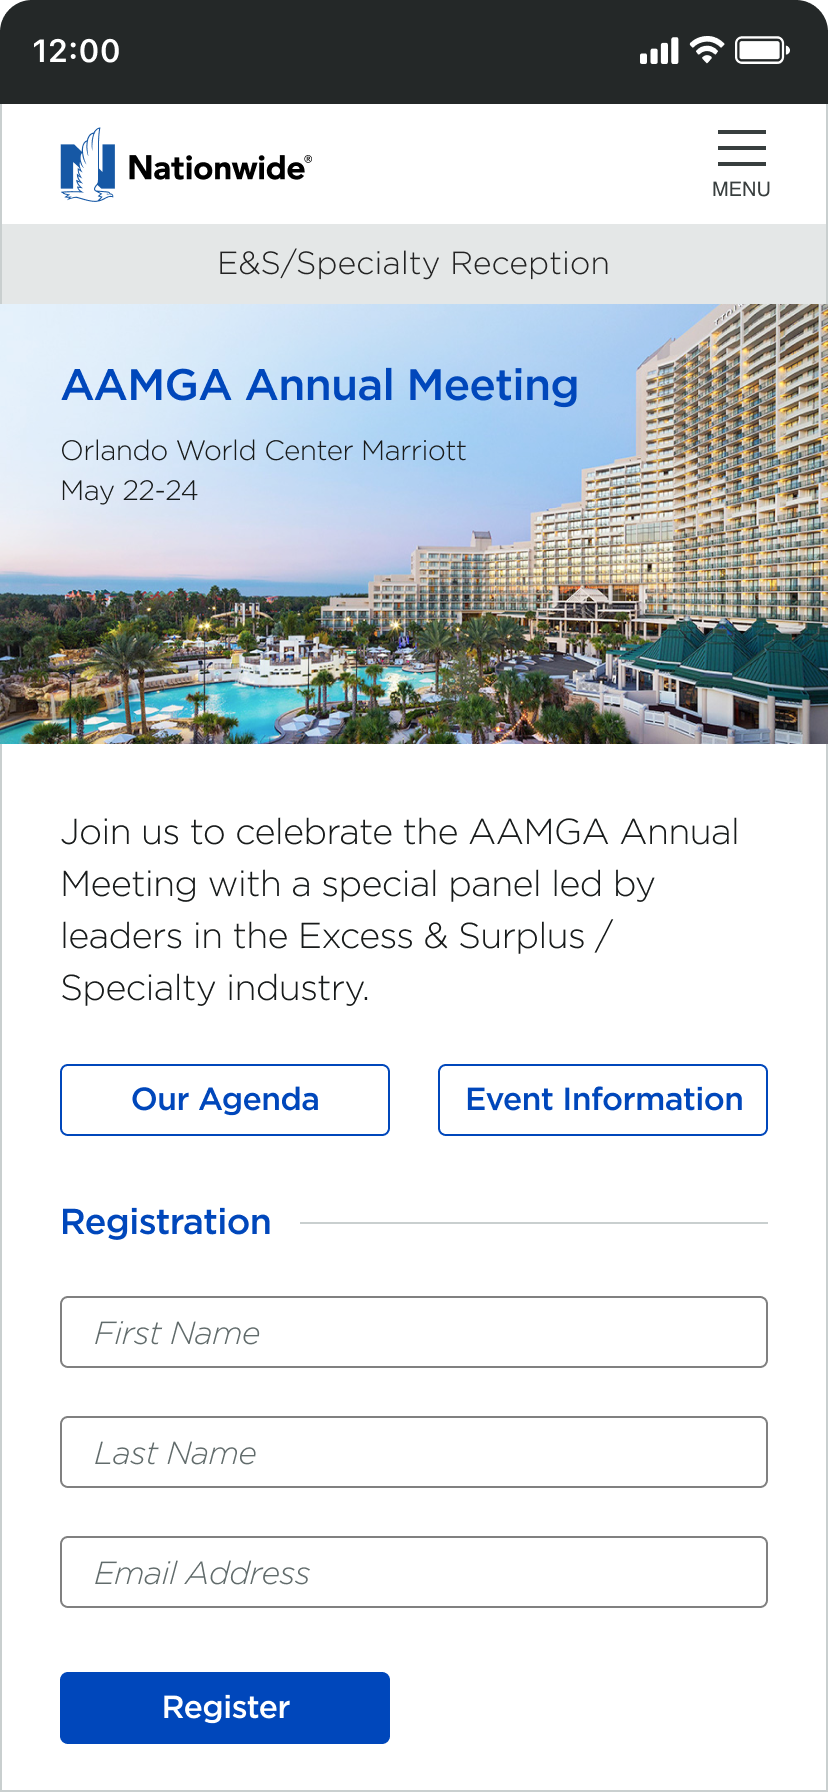 12:00
Nationwide®
MENU
E&S/Specialty Reception
AAMGA Annual Meeting
Orlando World Center Marriott
May 22-24
Join us to celebrate the AAMGA Annual
Meeting with a special panel led by
leaders in the Excess & Surplus /
Specialty industry.
Our Agenda
Event Information
Registration
First Name
Last Name
Email Address
Register